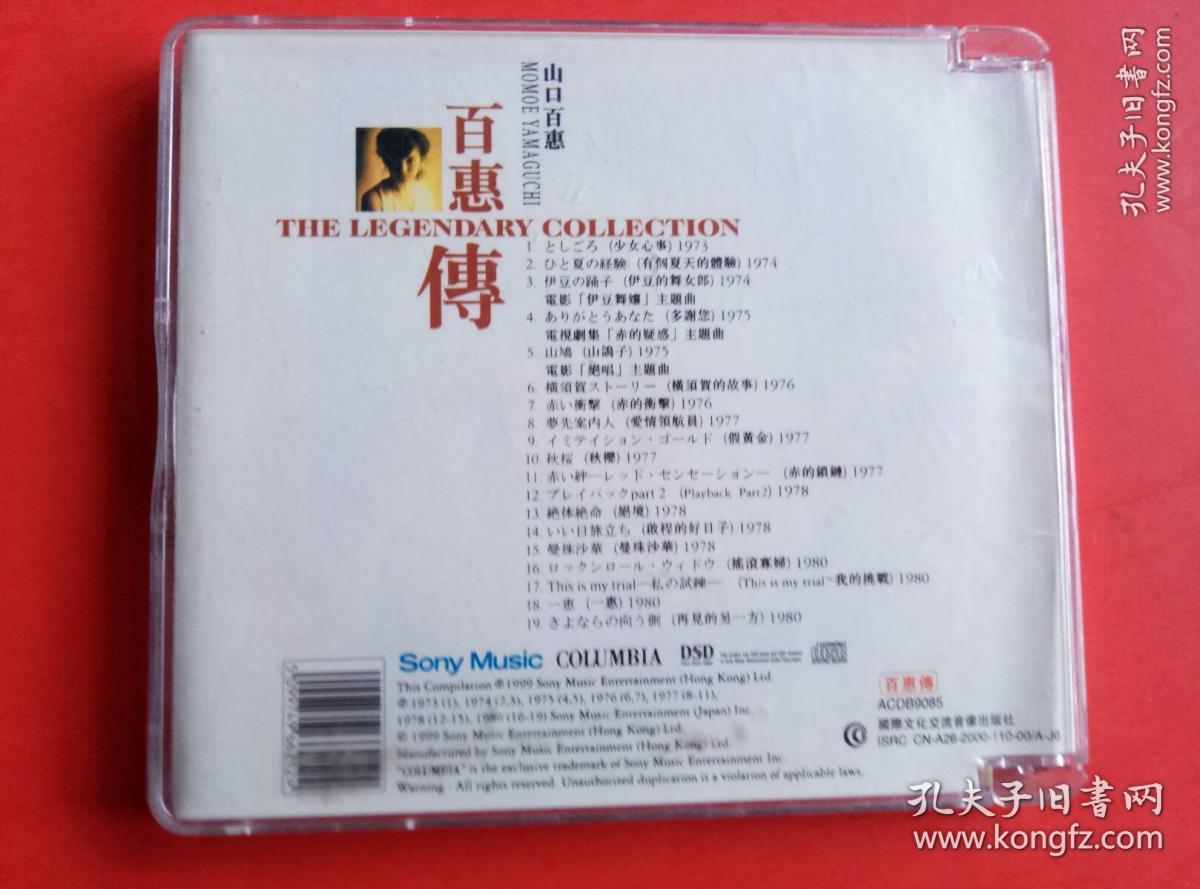 山口百惠
MOMOE YAMAGUCHI
百惠傳
THE LEGENDARY COLLECTION
1. としごろ (少女心事) 1973
2. ひと夏の経験 (有個夏天的體驗) 1974
3. 伊豆の踊子 (伊豆的舞女郎) 1974
電影「伊豆舞孃」主題曲
4. ありがとうあなた (多謝您) 1975
電視劇集「赤的疑惑」主題曲
5. 山鳩 (山鴿子) 1975
電影「絕唱」主題曲
6. 横須賀ストーリー (橫須賀的故事) 1976
7. 赤い衝撃 (赤的衝擊) 1976
8. 夢先案内人 (愛情領航員) 1977
9. イミテイション・ゴールド (假黃金) 1977
10. 秋桜 (秋櫻) 1977
11. 赤い絆—レッド・センセーション— (赤的鎖鏈) 1977
12. プレイバックpart 2 (Playback Part2) 1978
13. 絶体絶命 (絕境) 1978
14. いい日旅立ち (啟程的好日子) 1978
15. 曼珠沙華 (曼珠沙華) 1978
16. ロックンロール・ウィドウ (搖滾寡婦) 1980
17. This is my trial—私の試練— (This is my trial~我的挑戰) 1980
18. 一恵 (一惠) 1980
19. さよならの向う側 (再見的另一方) 1980
Sony Music COLUMBIA DSD
This Compilation ℗ 1999 Sony Music Entertainment (Hong Kong) Ltd.
℗ 1973 (1), 1974 (2,3), 1975 (4,5), 1976 (6,7), 1977 (8-11),
1978 (12-15), 1980 (16-19) Sony Music Entertainment (Japan) Inc.
© 1999 Sony Music Entertainment (Hong Kong) Ltd.
Manufactured by Sony Music Entertainment (Hong Kong) Ltd.
"COLUMBIA" is the exclusive trademark of Sony Music Entertainment Inc.
Warning : All rights reserved. Unauthorized duplication is a violation of applicable laws.
百惠傳
ACDB9085
國際文化交流音像出版社
ISRC CN-A26-2000-110-00/A·J6
孔夫子旧书网
www.kongfz.com
孔夫子旧书网
www.kongfz.com